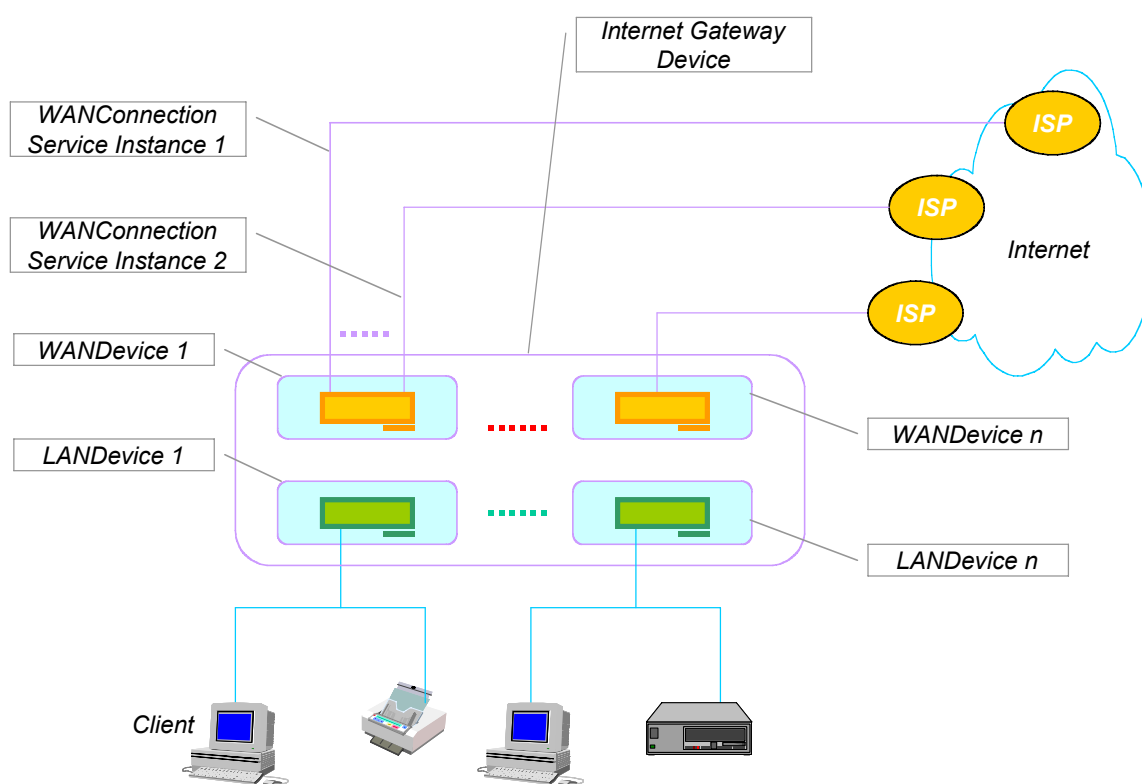 Internet Gateway
Device
WANConnection
Service Instance 1
ISP
ISP
WANConnection
Service Instance 2
Internet
ISP
WANDevice 1
WANDevice n
LANDevice 1
LANDevice n
Client